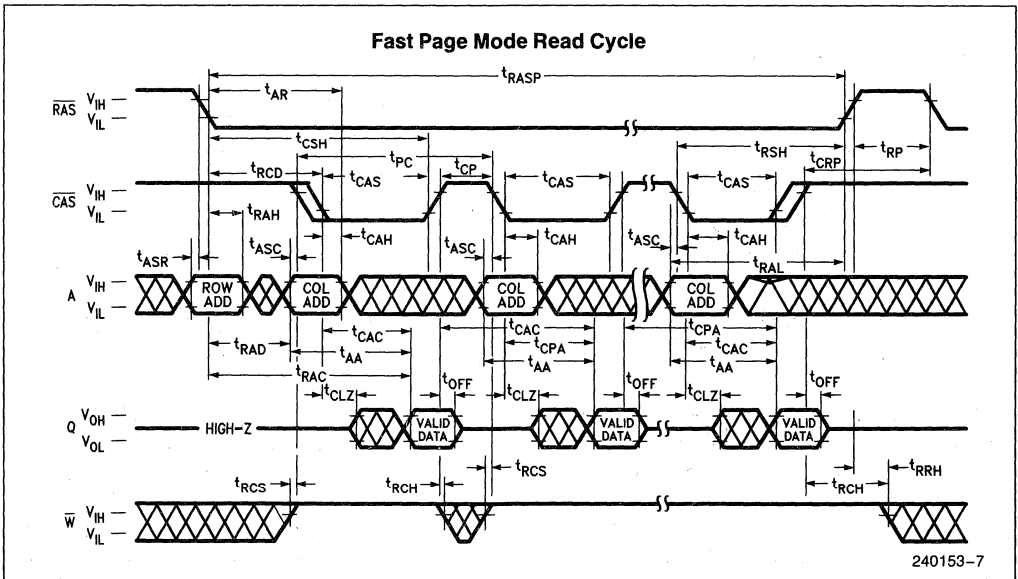 Fast Page Mode Read Cycle
tRASP
tAR
RAS VIH
VIL
tCSH
tRSH
tRP
tPC
tCP
tCRP
tRCD
tCAS
tCAS
tCAS
CAS VIH
VIL
tRAH
tCAH
tCAH
tCAH
tASR
tASC
tASC
tASC
tRAL
A VIH
VIL
ROW ADD
COL ADD
COL ADD
COL ADD
tCAC
tCAC
tCPA
tRAD
tCPA
tCAC
tAA
tAA
tAA
tRAC
tCLZ
tOFF
tCLZ
tOFF
tCLZ
tOFF
Q VOH
VOL
HIGH-Z
VALID DATA
VALID DATA
VALID DATA
tRCS
tRCH
tRCS
tRCH
tRRH
W VIH
VIL
240153–7